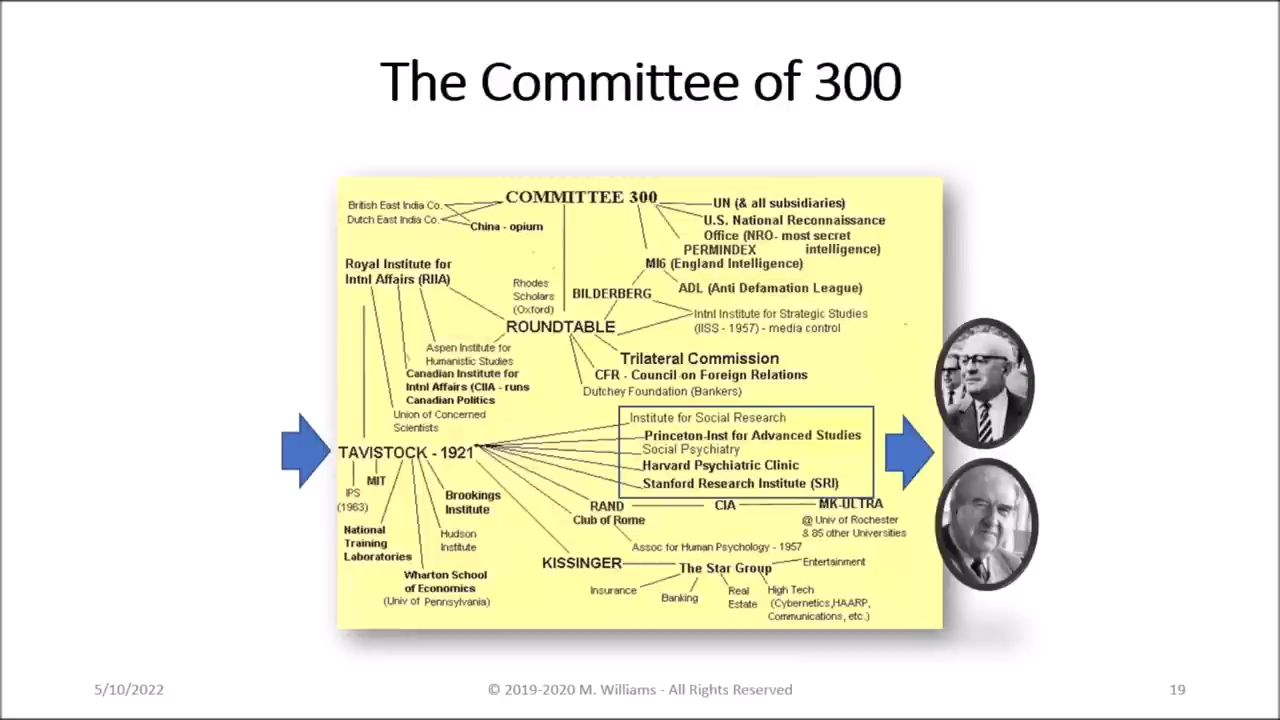 The Committee of 300
COMMITTEE 300
British East India Co.
Dutch East India Co.
China - opium
UN (& all subsidiaries)
U.S. National Reconnaissance
Office (NRO- most secret
intelligence)
PERMINDEX
MI6 (England Intelligence)
ADL (Anti Defamation League)
Royal Institute for
Intnl Affairs (RIIA)
Rhodes
Scholars
(Oxford)
BILDERBERG
Intnl Institute for Strategic Studies
(IISS - 1957) - media control
ROUNDTABLE
Aspen Institute for
Humanistic Studies
Canadian Institute for
Intnl Affairs (CIIA - runs
Canadian Politics
Union of Concerned
Scientists
Trilateral Commission
CFR - Council on Foreign Relations
Dutchey Foundation (Bankers)
Institute for Social Research
Princeton-Inst for Advanced Studies
Social Psychiatry
Harvard Psychiatric Clinic
Stanford Research Institute (SRI)
TAVISTOCK - 1921
IPS
(1963)
MIT
Brookings
Institute
National
Training
Laboratories
Hudson
Institute
Wharton School
of Economics
(Univ of Pennsylvania)
RAND
CIA
MK-ULTRA
@ Univ of Rochester
& 85 other Universities
Club of Rome
Assoc for Human Psychology - 1957
KISSINGER
The Star Group
Entertainment
Insurance
Banking
Real
Estate
High Tech
(Cybernetics,HAARP,
Communications, etc.)
5/10/2022
© 2019-2020 M. Williams - All Rights Reserved
19